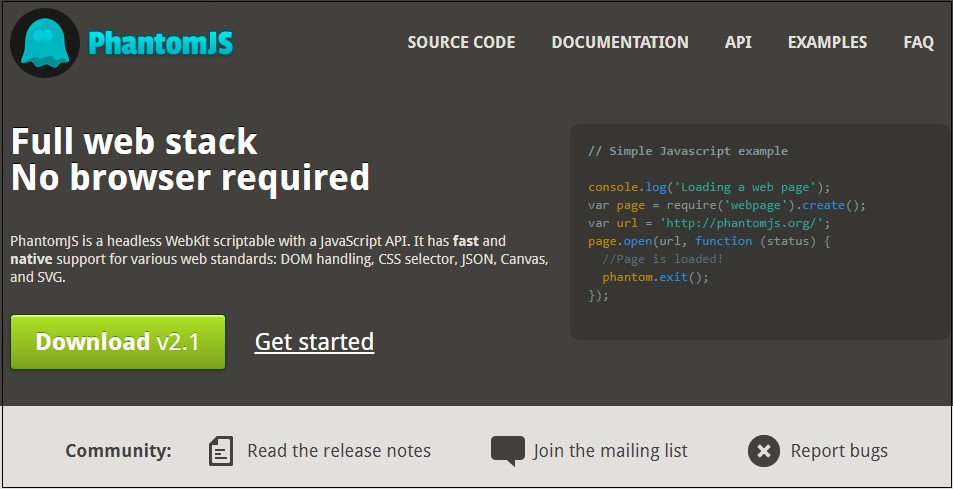 PhantomJS
SOURCE CODE DOCUMENTATION API EXAMPLES FAQ
Full web stack
No browser required
PhantomJS is a headless WebKit scriptable with a JavaScript API. It has fast and
native support for various web standards: DOM handling, CSS selector, JSON, Canvas,
and SVG.
Download v2.1 Get started
// Simple Javascript example
console.log('Loading a web page');
var page = require('webpage').create();
var url = 'http://phantomjs.org/';
page.open(url, function (status) {
  //Page is loaded!
  phantom.exit();
});
Community: Read the release notes Join the mailing list Report bugs